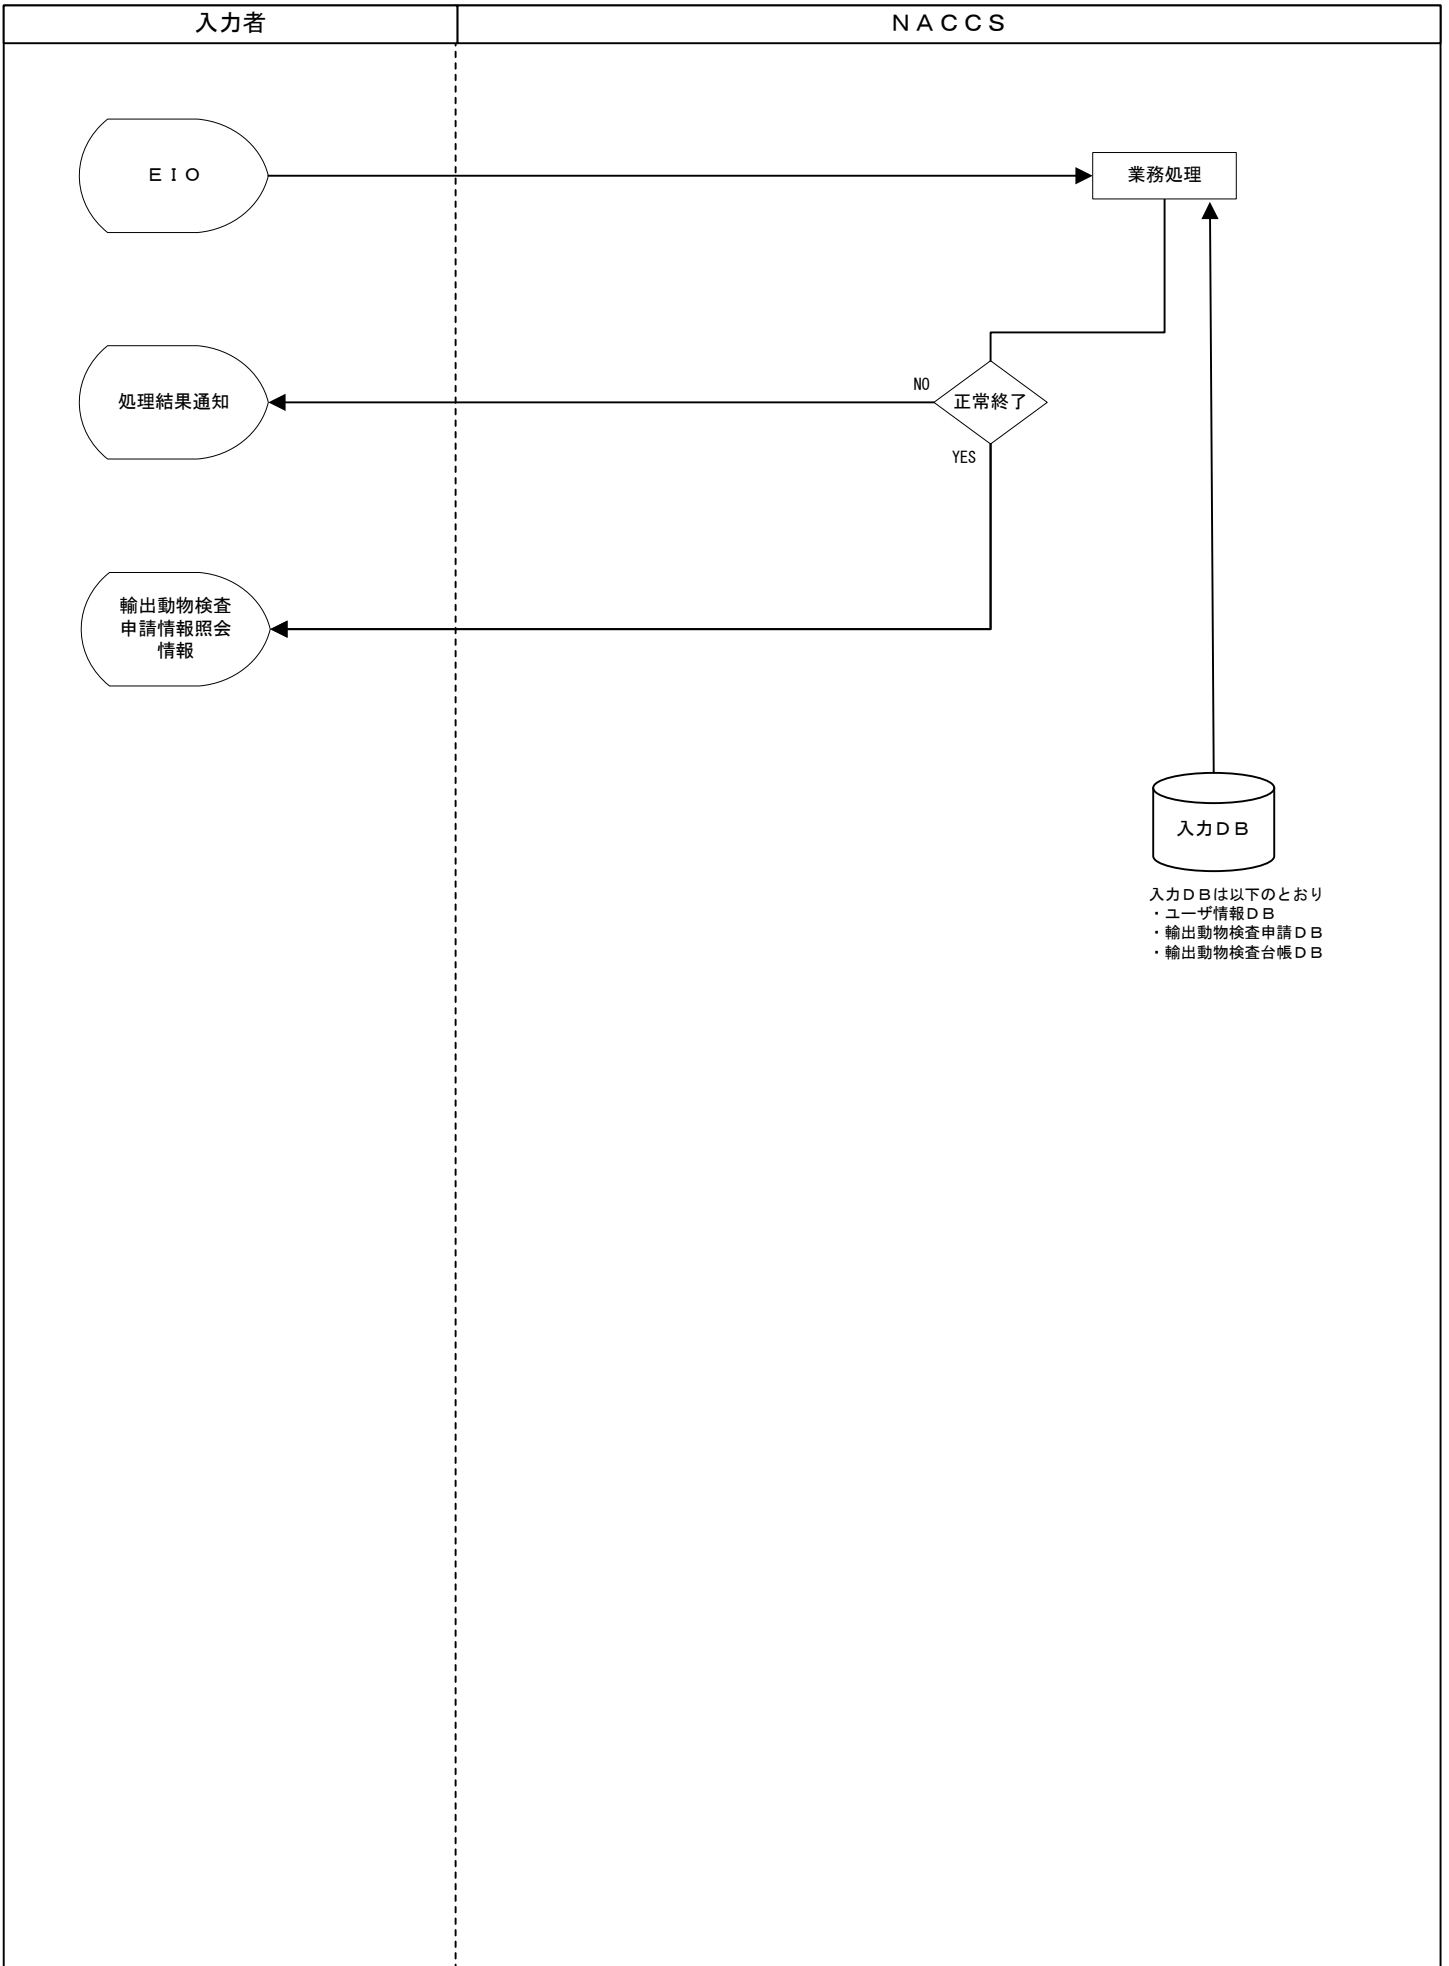 入力者
ＮＡＣＣＳ
ＥＩＯ
業務処理
処理結果通知
NO
正常終了
YES
輸出動物検査
申請情報照会
情報
入力ＤＢ
入力ＤＢは以下のとおり
・ユーザ情報ＤＢ
・輸出動物検査申請ＤＢ
・輸出動物検査台帳ＤＢ